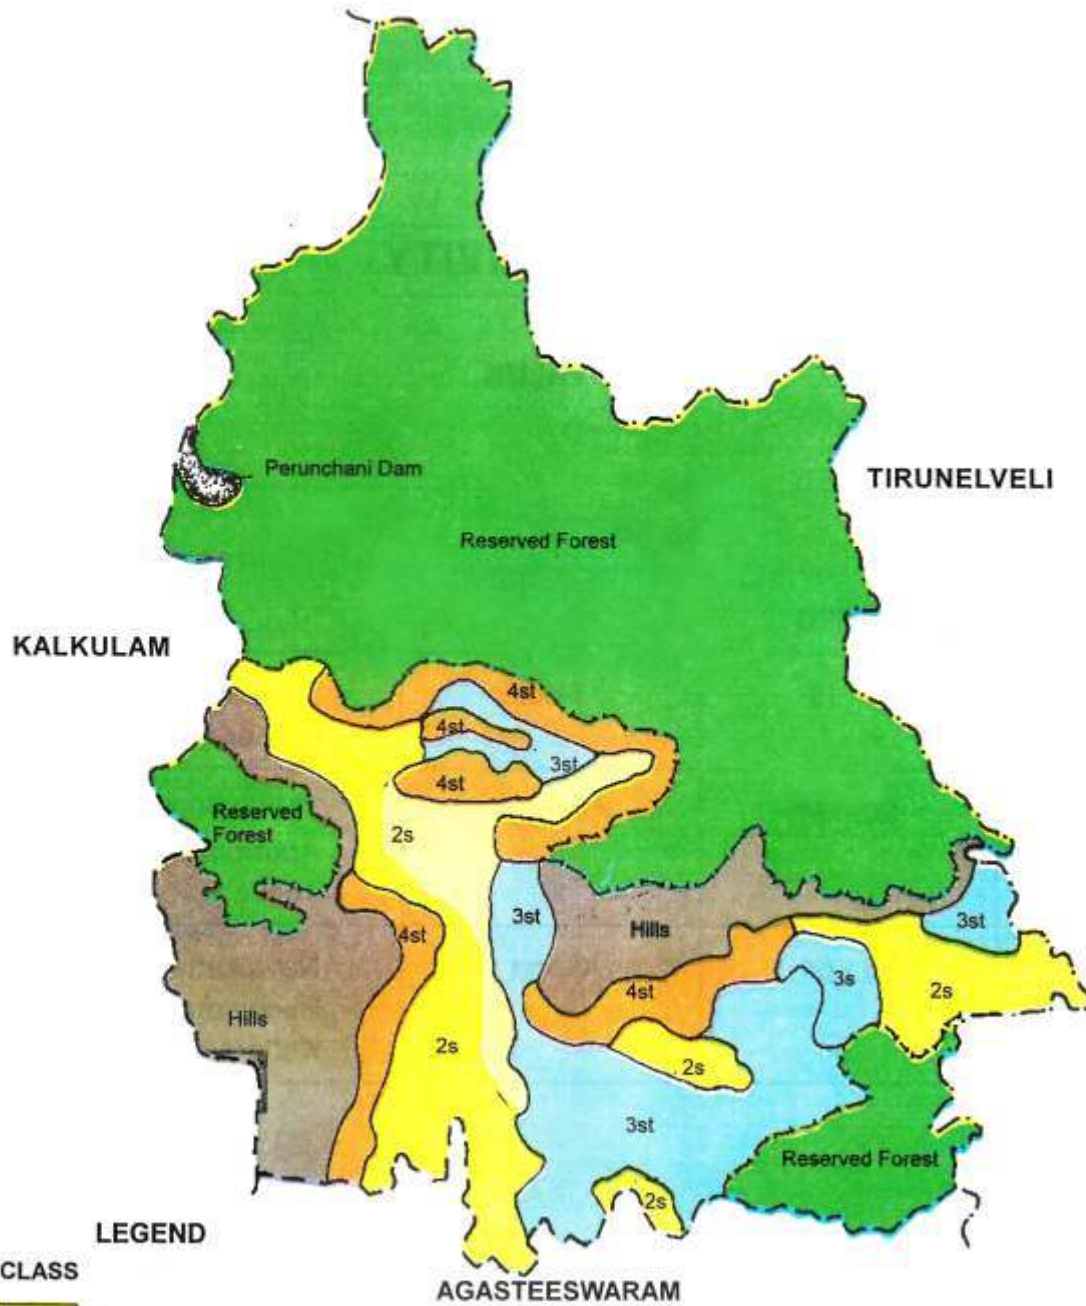 Perunchani Dam
TIRUNELVELI
Reserved Forest
KALKULAM
4st
4st
3st
4st
Reserved
Forest
2s
3st
3st
4st
Hills
3s
4st
2s
Hills
2s
2s
3st
Reserved Forest
2s
LEGEND
CLASS
AGASTEESWARAM